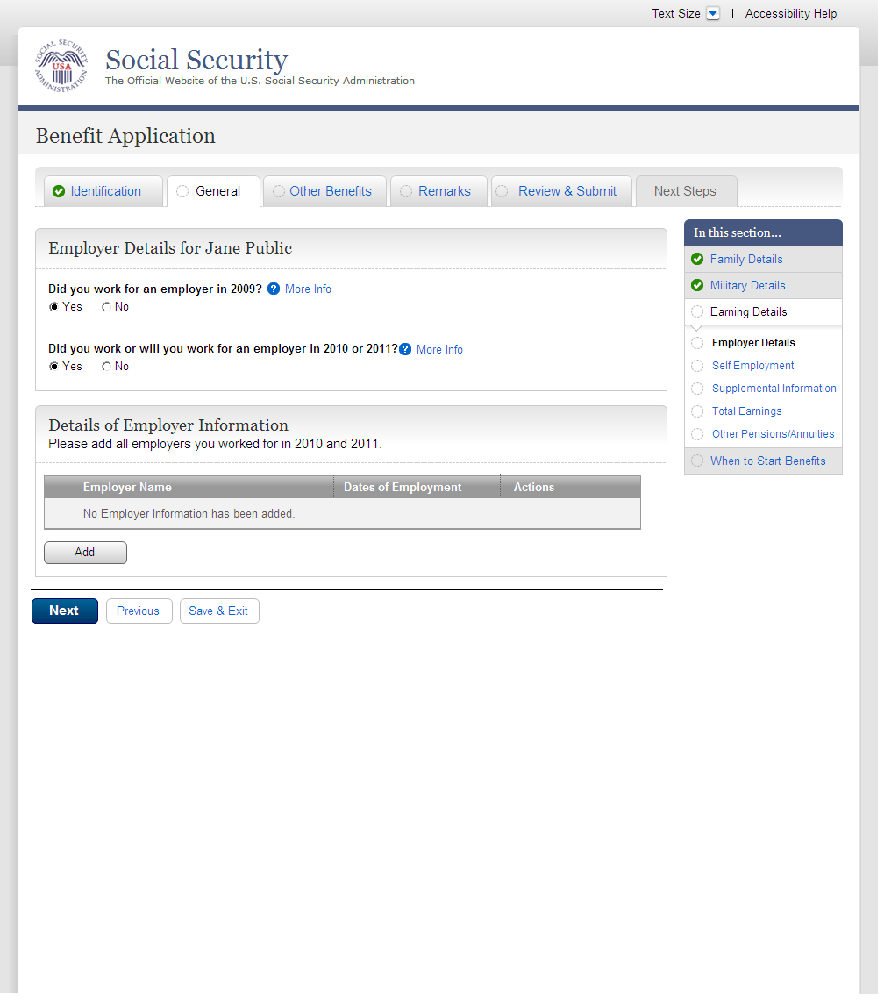 Text Size | Accessibility Help
SOCIAL SECURITY ADMINISTRATION
USA
Social Security
The Official Website of the U.S. Social Security Administration
Benefit Application
Identification General Other Benefits Remarks Review & Submit Next Steps
Employer Details for Jane Public
Did you work for an employer in 2009? ? More Info
Yes No
Did you work or will you work for an employer in 2010 or 2011? ? More Info
Yes No
Details of Employer Information
Please add all employers you worked for in 2010 and 2011.
Employer Name Dates of Employment Actions
No Employer Information has been added.
Add
Next Previous Save & Exit
In this section...
Family Details
Military Details
Earning Details
Employer Details
Self Employment
Supplemental Information
Total Earnings
Other Pensions/Annuities
When to Start Benefits